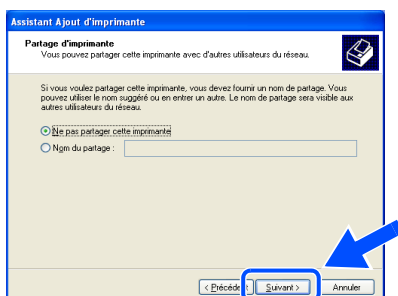 Assistant Ajout d'imprimante
Partage d'imprimante
Vous pouvez partager cette imprimante avec d'autres utilisateurs du réseau.
Si vous voulez partager cette imprimante, vous devez fournir un nom de partage. Vous
pouvez utiliser le nom suggéré ou en entrer un autre. Le nom de partage sera visible aux
autres utilisateurs du réseau.
Ne pas partager cette imprimante
Nom du partage :
< Précédent Suivant > Annuler